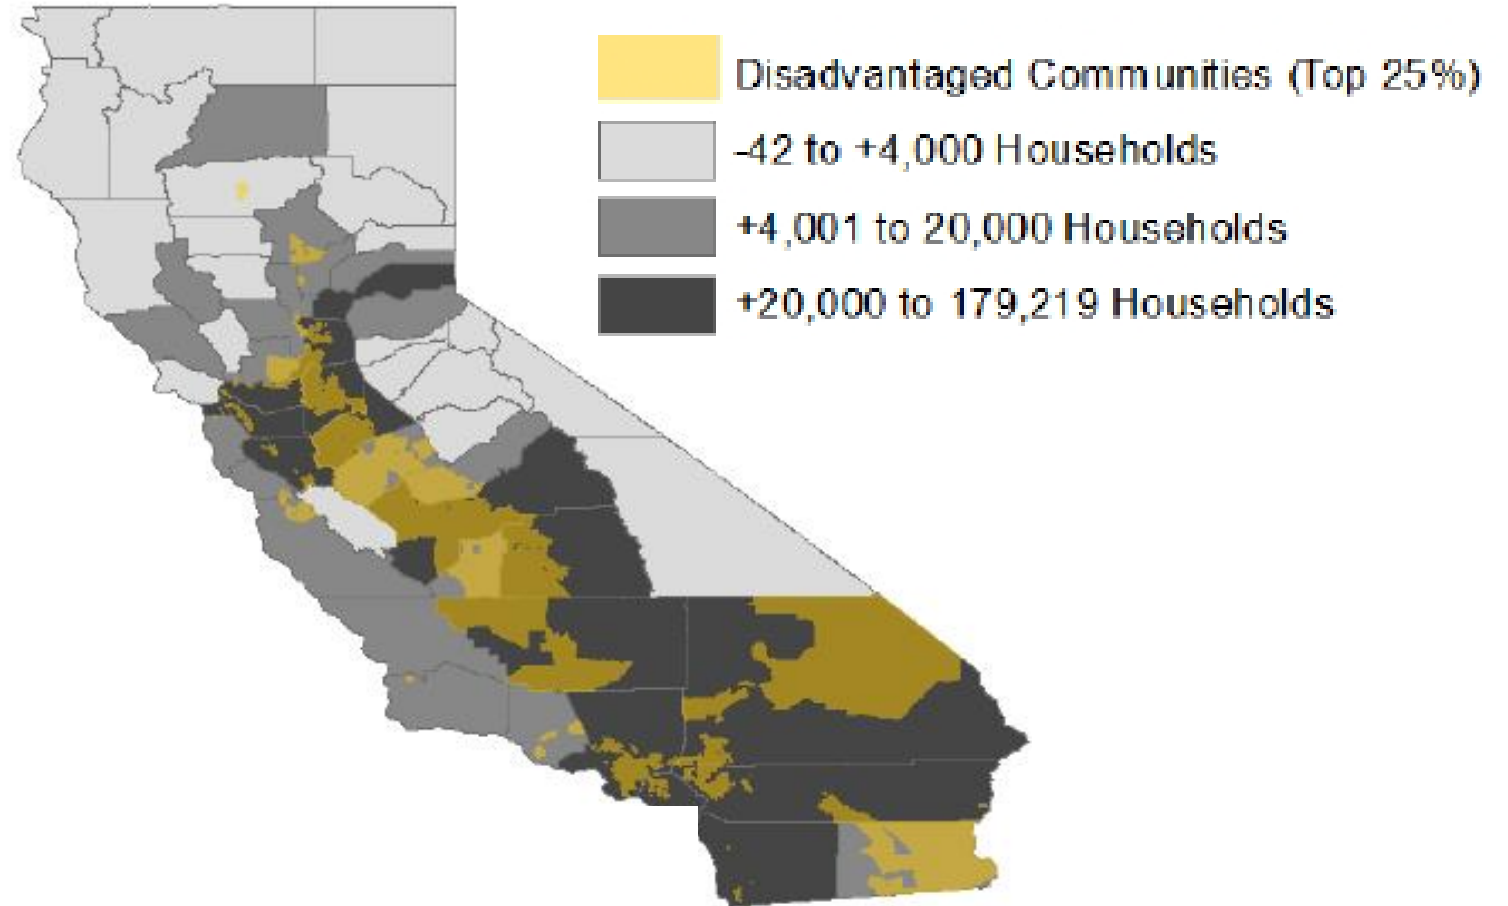 Disadvantaged Communities (Top 25%)
-42 to +4,000 Households
+4,001 to 20,000 Households
+20,000 to 179,219 Households